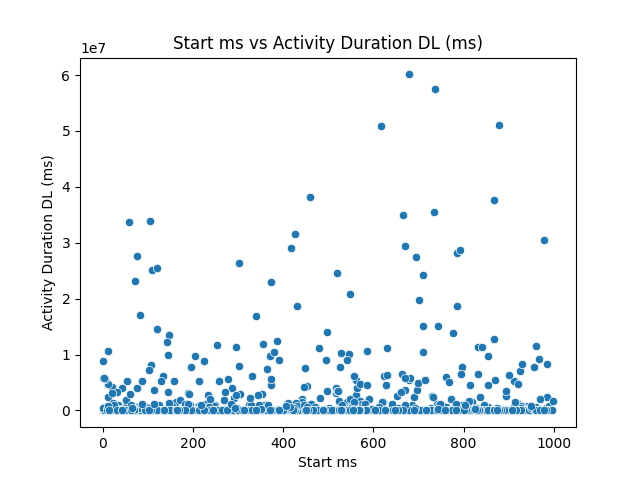 Start ms vs Activity Duration DL (ms)
1e7
6
5
4
3
2
1
0
Activity Duration DL (ms)
0 200 400 600 800 1000
Start ms